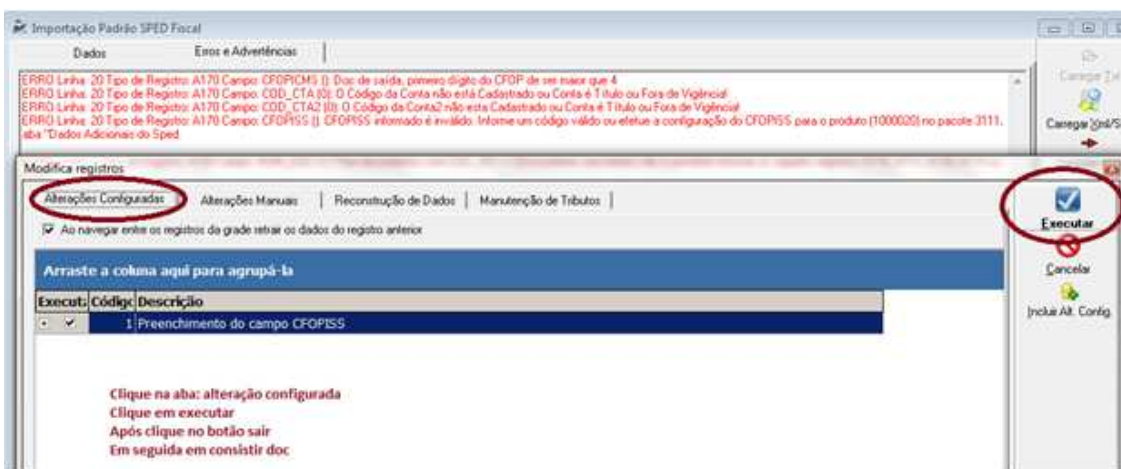 Importação Padrão SPED Fiscal
Dados Erros e Advertências
ERRO Linha: 20 Tipo de Registro: A170 Campo: CFOPICMS (): Doc de saída, primeiro dígito do CFOP de ser maior que 4
ERRO Linha: 20 Tipo de Registro: A170 Campo: COD_CTA (0): O Código da Conta não está Cadastrado ou Conta é Título ou Fora de Vigência!
ERRO Linha: 20 Tipo de Registro: A170 Campo: COD_CTA2 (0): O Código da Conta2 não esta Cadastrado ou Conta é Título ou Fora de Vigência!
ERRO Linha: 20 Tipo de Registro: A170 Campo: CFOPISS (): CFOPISS informado é inválido. Informe um código válido ou efetue a configuração do CFOPISS para o produto (1000020) no pacote 3111,
aba "Dados Adicionais do Sped
Carregar
Carregar Xml/S
Modifica registros
Alterações Configuradas Alterações Manuais Reconstrução de Dados Manutenção de Tributos
Ao navegar entre os registros da grade retrair os dados do registro anterior
Executar
Cancelar
Incluir Alt. Config.
Arraste a coluna aqui para agrupá-la
Execut Código Descrição
1 Preenchimento do campo CFOPISS
Clique na aba: alteração configurada
Clique em executar
Após clique no botão sair
Em seguida em consistir doc